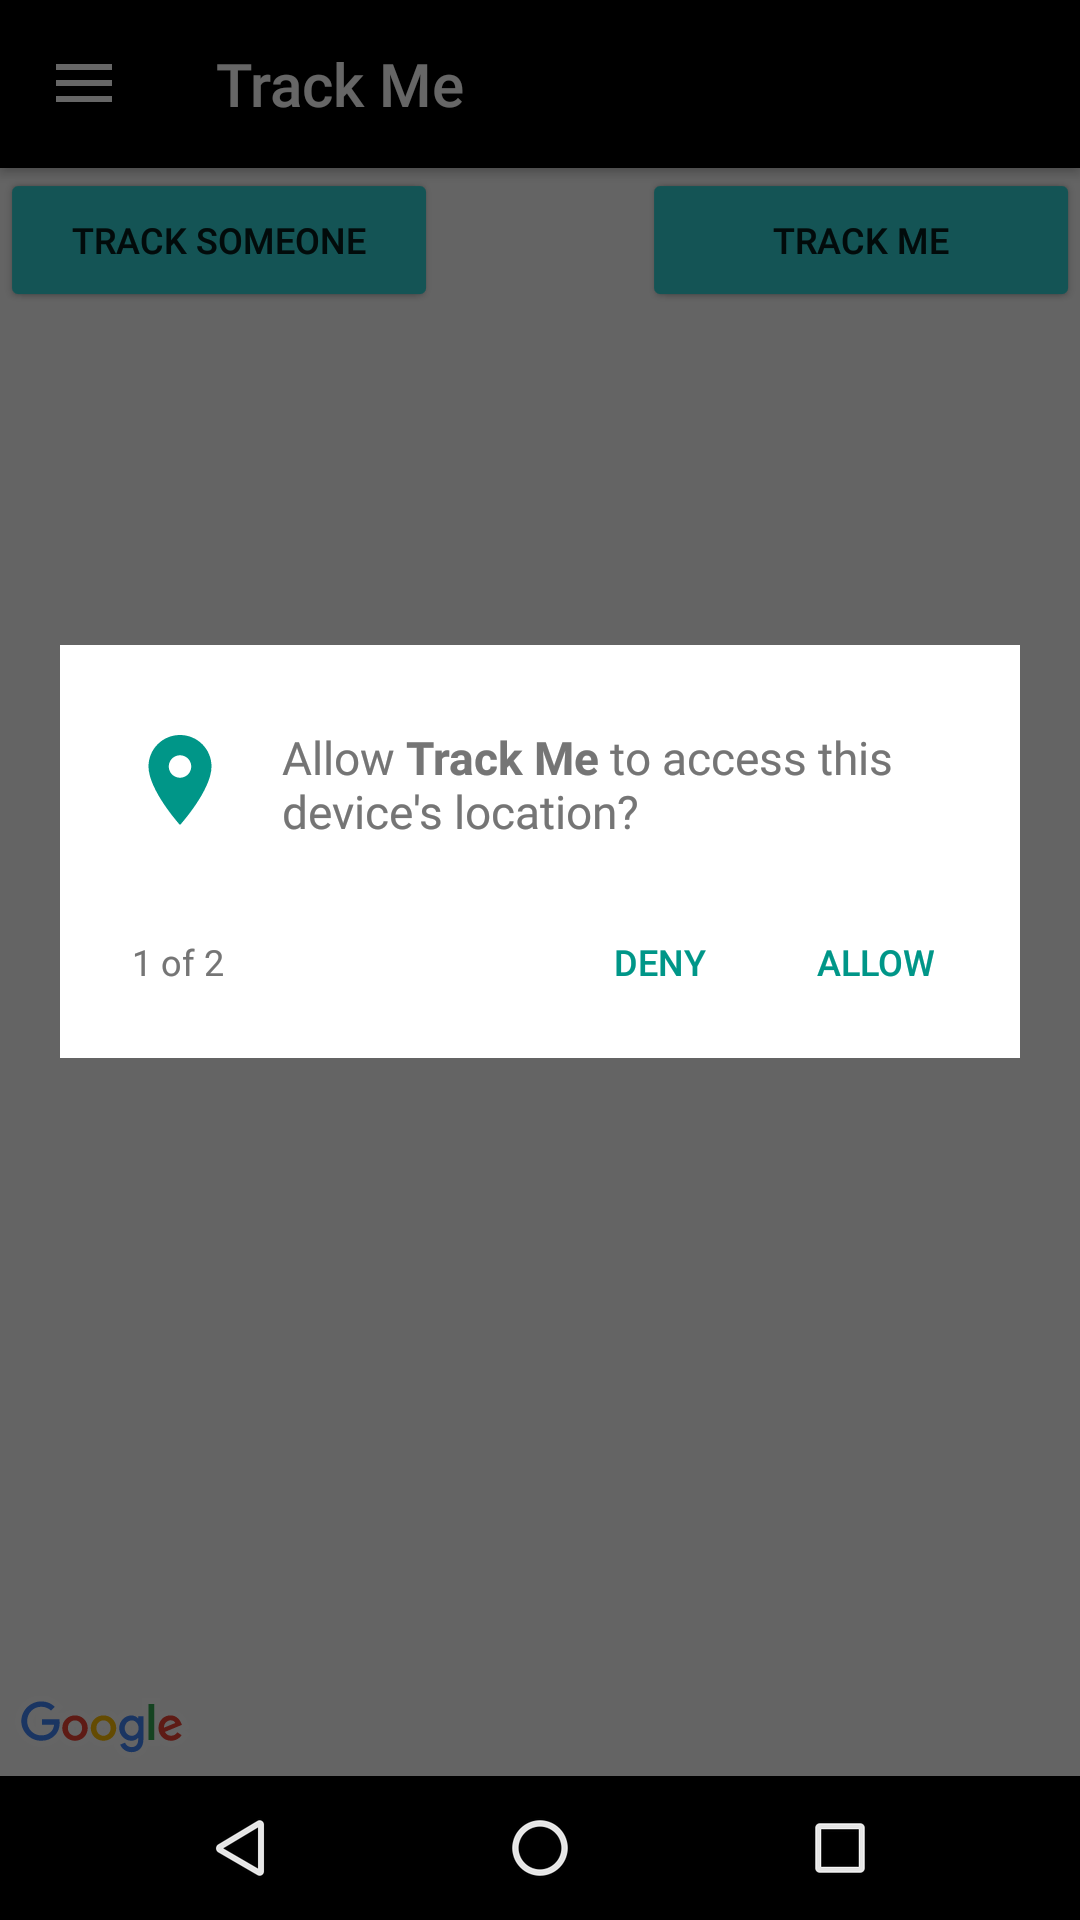 Track Me
TRACK SOMEONE
TRACK ME
Allow Track Me to access this
device's location?
1 of 2
DENY
ALLOW
Google